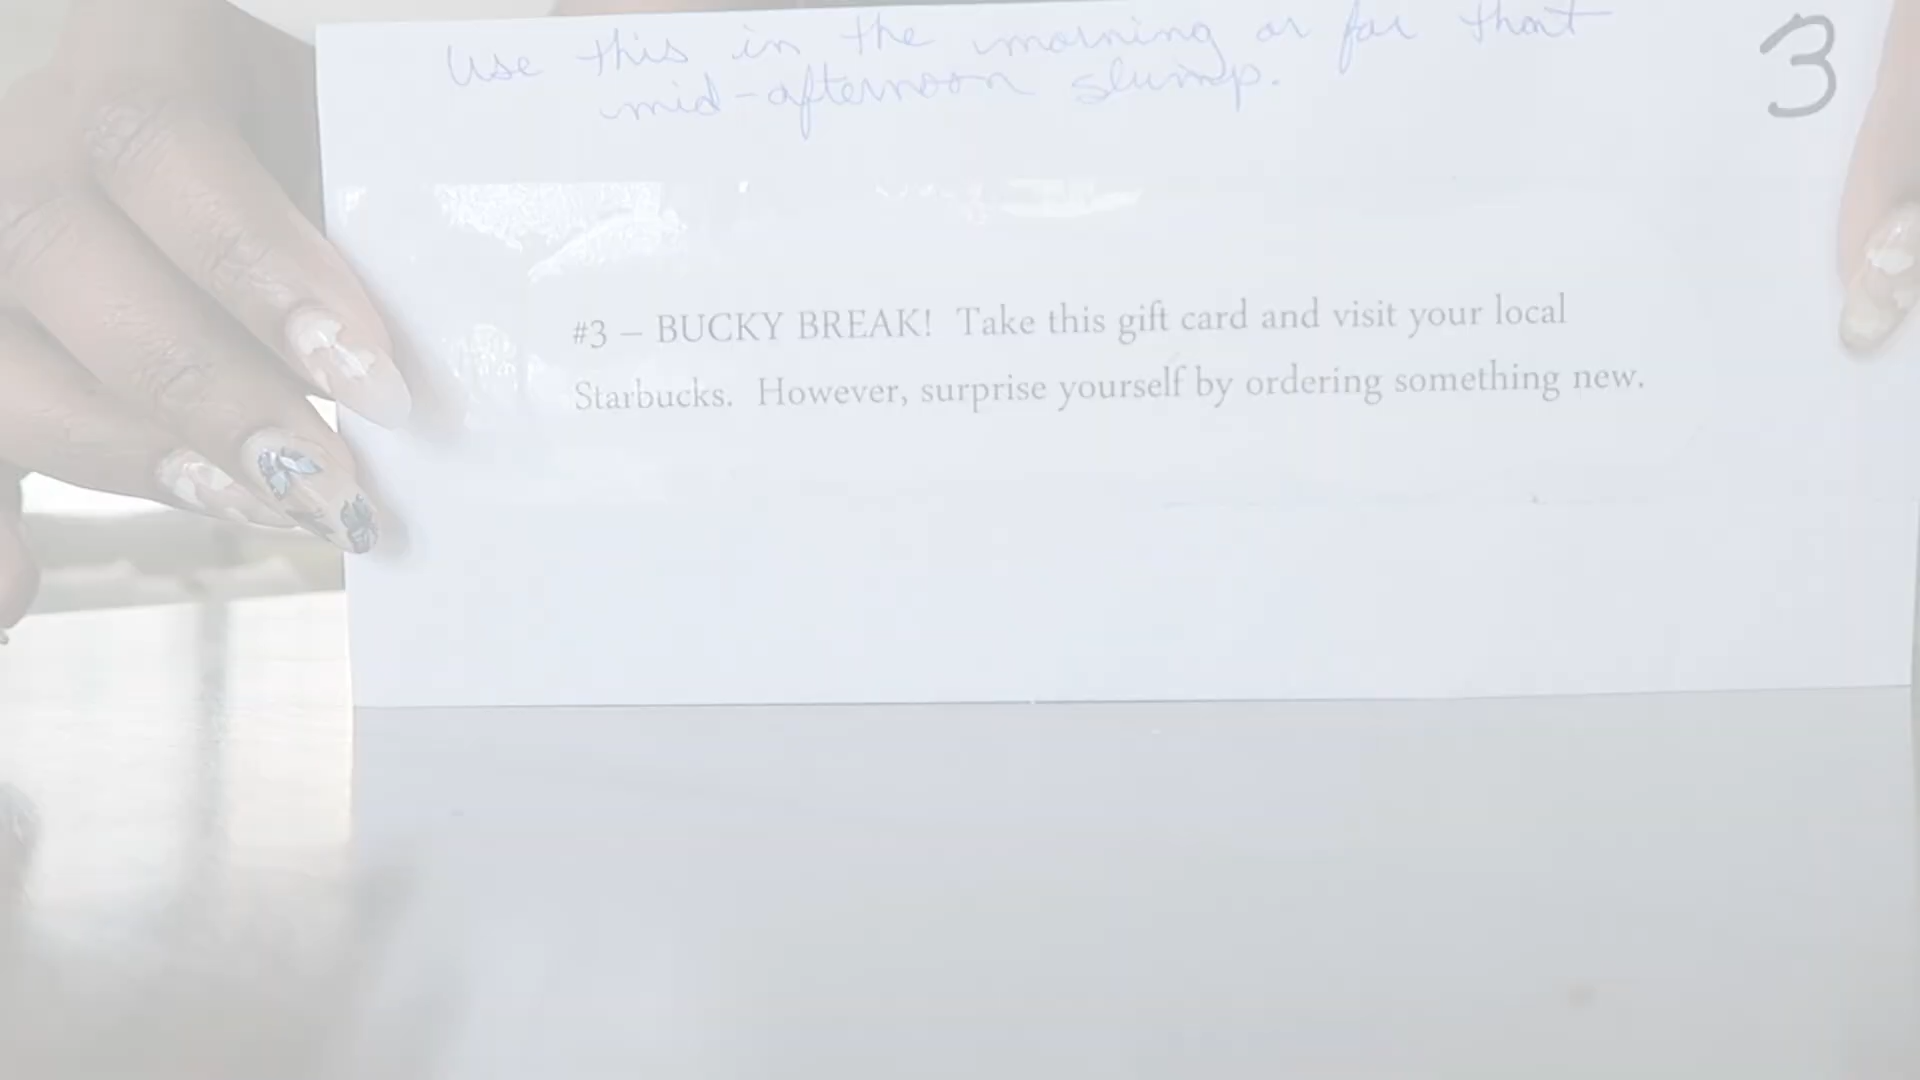 Use this in the morning or for that
mid-afternoon slump.
3
#3 – BUCKY BREAK!  Take this gift card and visit your local
Starbucks.  However, surprise yourself by ordering something new.